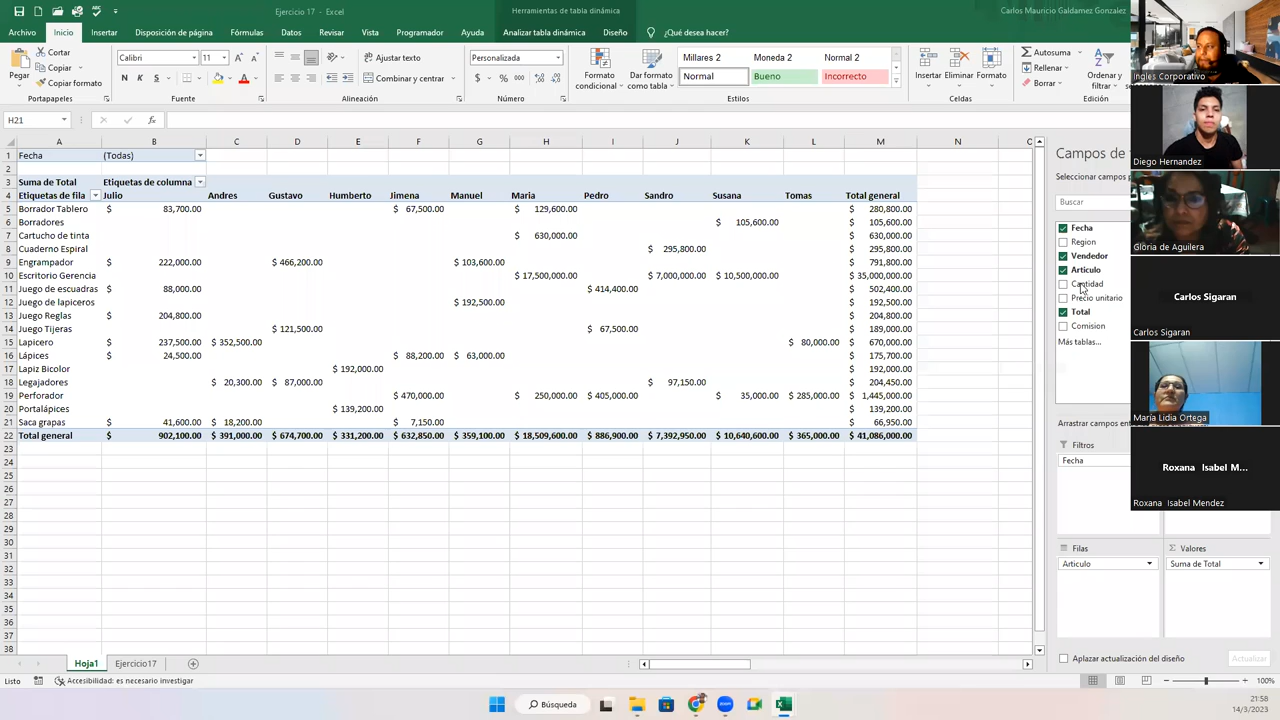 Ejercicio 17 - Excel
Herramientas de tabla dinámica
Carlos Mauricio Galdamez Gonzalez
Archivo Inicio Insertar Disposición de página Fórmulas Datos Revisar Vista Programador Ayuda Analizar tabla dinámica Diseño ¿Qué desea hacer?
Pegar
Cortar
Copiar
Copiar formato
Portapapeles
Calibri 11
N K S
Fuente
Ajustar texto
Combinar y centrar
Alineación
Personalizada
$ % 000
Número
Formato condicional
Dar formato como tabla
Millares 2 Moneda 2 Normal 2
Normal Bueno Incorrecto
Estilos
Insertar Eliminar Formato
Celdas
Autosuma
Rellenar
Borrar
Ordenar y filtrar
Edición
H21
A B C D E F G H I J K L M N O
1 Fecha (Todas)
2
3 Suma de Total Etiquetas de columna
4 Etiquetas de fila Julio Andres Gustavo Humberto Jimena Manuel Maria Pedro Sandro Susana Tomas Total general
Borrador Tablero $ 83,700.00 $ 67,500.00 $ 129,600.00 $ 280,800.00
Borradores $ 105,600.00 $ 105,600.00
7 Cartucho de tinta $ 630,000.00 $ 630,000.00
8 Cuaderno Espiral $ 295,800.00 $ 295,800.00
9 Engrampador $ 222,000.00 $ 466,200.00 $ 103,600.00 $ 791,800.00
10 Escritorio Gerencia $ 17,500,000.00 $ 7,000,000.00 $ 10,500,000.00 $ 35,000,000.00
11 Juego de escuadras $ 88,000.00 $ 414,400.00 $ 502,400.00
12 Juego de lapiceros $ 192,500.00 $ 192,500.00
13 Juego Reglas $ 204,800.00 $ 204,800.00
14 Juego Tijeras $ 121,500.00 $ 67,500.00 $ 189,000.00
15 Lapicero $ 237,500.00 $ 352,500.00 $ 80,000.00 $ 670,000.00
16 Lápices $ 24,500.00 $ 88,200.00 $ 63,000.00 $ 175,700.00
17 Lapiz Bicolor $ 192,000.00 $ 192,000.00
18 Legajadores $ 20,300.00 $ 87,000.00 $ 97,150.00 $ 204,450.00
19 Perforador $ 470,000.00 $ 250,000.00 $ 405,000.00 $ 35,000.00 $ 285,000.00 $ 1,445,000.00
20 Portalápices $ 139,200.00 $ 139,200.00
21 Saca grapas $ 41,600.00 $ 18,200.00 $ 7,150.00 $ 66,950.00
22 Total general $ 902,100.00 $ 391,000.00 $ 674,700.00 $ 331,200.00 $ 632,850.00 $ 359,100.00 $ 18,509,600.00 $ 886,900.00 $ 7,392,950.00 $ 10,640,600.00 $ 365,000.00 $ 41,086,000.00
23
24
25
26
27
28
29
30
31
32
33
34
35
36
37
38
Campos de
Seleccionar campos
Buscar
Fecha
Region
Vendedor
Articulo
Cantidad
Precio unitario
Total
Comision
Más tablas...
Arrastrar campos
Filtros
Fecha
Filas
Valores
Articulo
Suma de Total
Aplazar actualización del diseño
Actualizar
Ingles Corporativo
Diego Hernandez
Gloria de Aguilera
Carlos Sigaran
Carlos Sigaran
María Lidia Ortega
Roxana Isabel M...
Roxana Isabel Mendez
Hoja1 Ejercicio17
Listo
Accesibilidad: es necesario investigar
100%
Búsqueda
21:58
14/3/2023